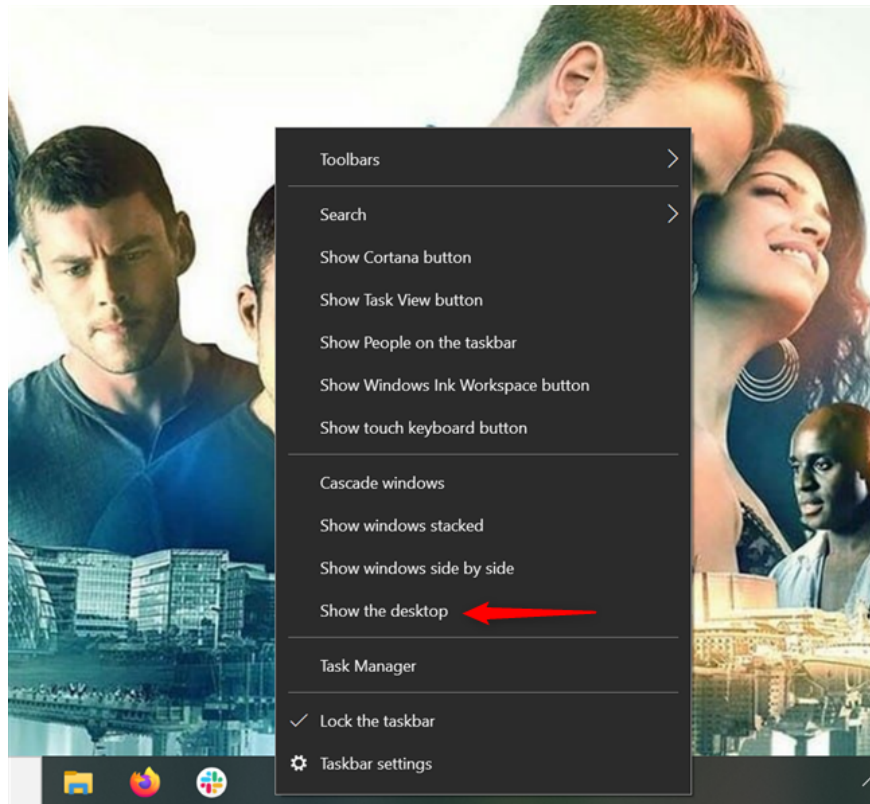 Toolbars
Search
Show Cortana button
Show Task View button
Show People on the taskbar
Show Windows Ink Workspace button
Show touch keyboard button
Cascade windows
Show windows stacked
Show windows side by side
Show the desktop
Task Manager
Lock the taskbar
Taskbar settings